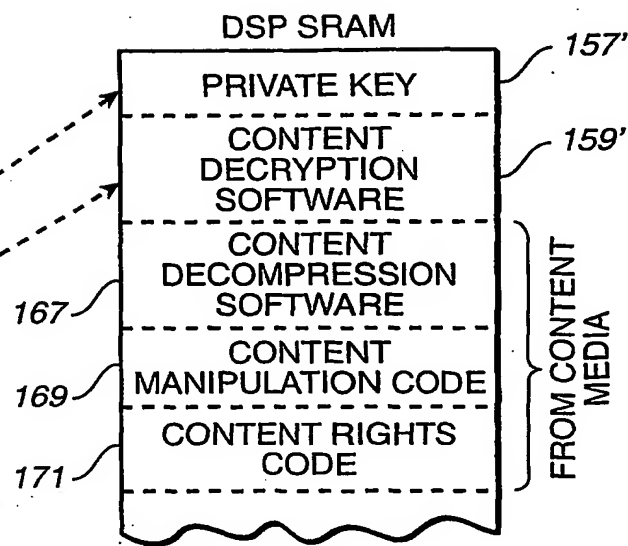 DSP SRAM
157'
PRIVATE KEY
159'
CONTENT
DECRYPTION
SOFTWARE
CONTENT
DECOMPRESSION
SOFTWARE
167
CONTENT
MANIPULATION CODE
169
CONTENT RIGHTS
CODE
171
FROM CONTENT
MEDIA